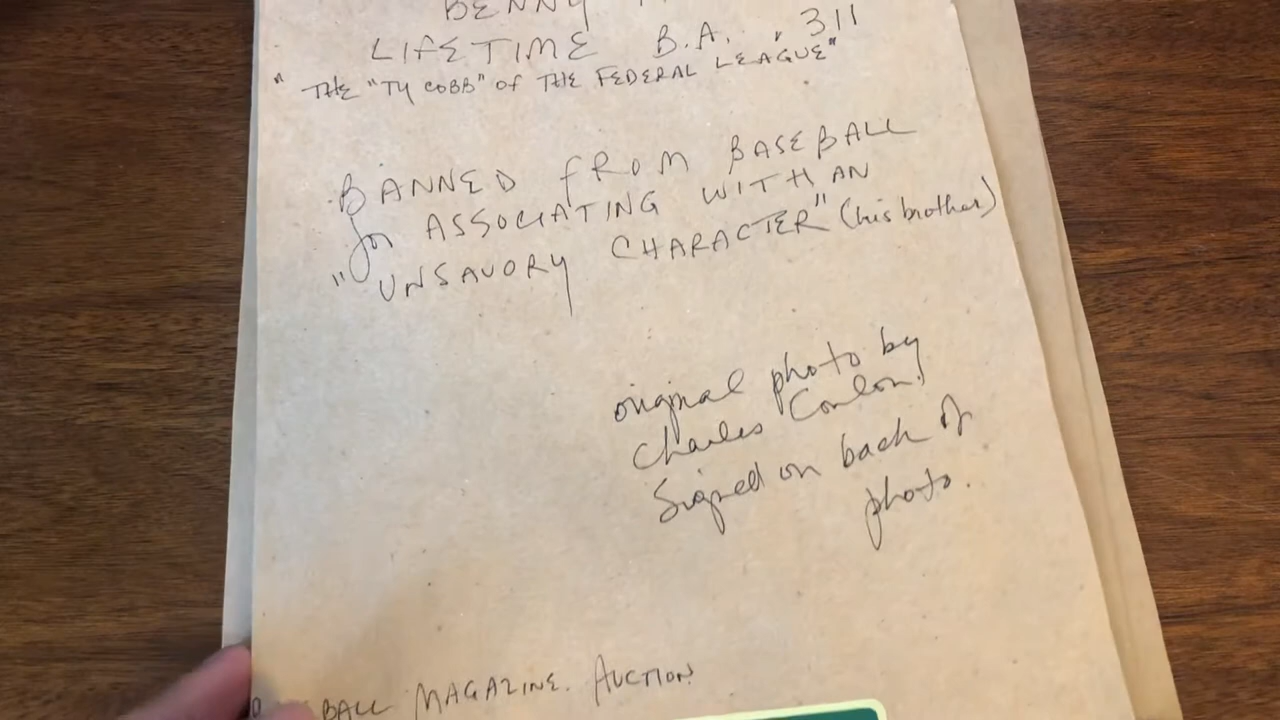 BENNY
LIFETIME B.A. .311
" THE "TY COBB" of THE FEDERAL LEAGUE"
BANNED fROM BASEBALL
for ASSOCIATING WITH AN
"UNSAVORY CHARACTER" (his brother)
original photo by
Charles Conlon!
Signed on back of
photo.
BALL MAGAZINE. AUCTION